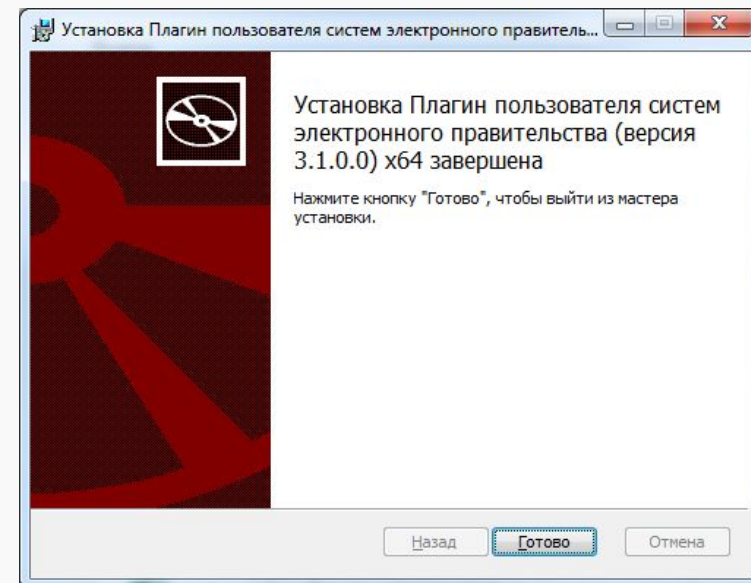 Установка Плагин пользователя систем электронного правитель...
Установка Плагин пользователя систем
электронного правительства (версия
3.1.0.0) x64 завершена
Нажмите кнопку "Готово", чтобы выйти из мастера
установки.
Назад
Готово
Отмена